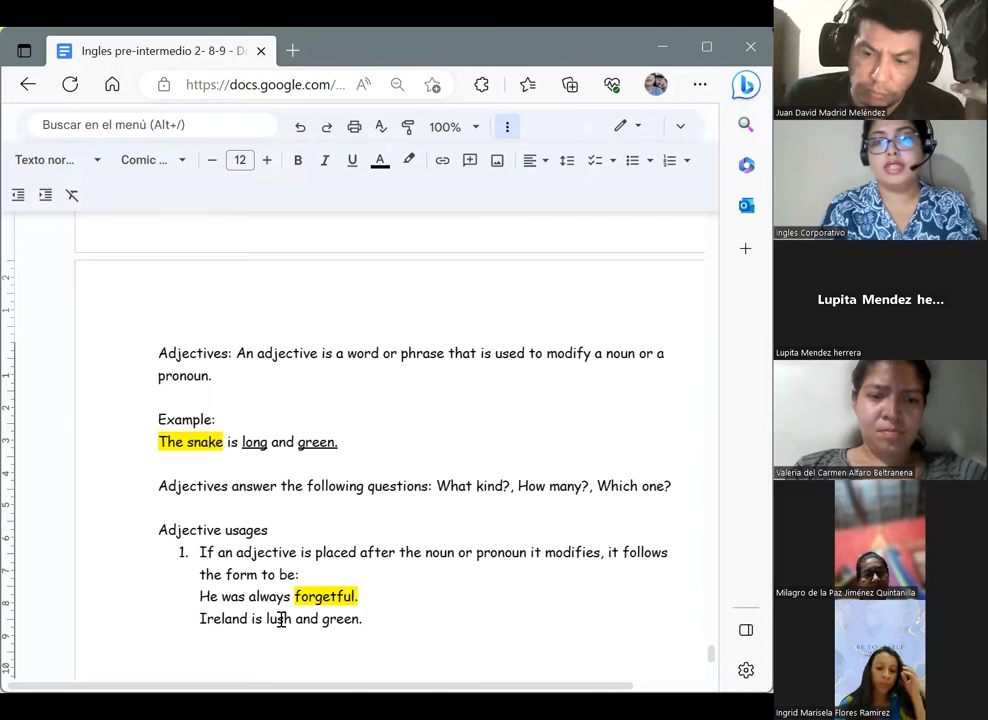 Ingles pre-intermedio 2- 8-9 - Do
https://docs.google.com/...
Buscar en el menú (Alt+/)
100%
Texto nor...
Comic ...
12
Adjectives: An adjective is a word or phrase that is used to modify a noun or a
pronoun.
Example:
The snake is long and green.
Adjectives answer the following questions: What kind?, How many?, Which one?
Adjective usages
1. If an adjective is placed after the noun or pronoun it modifies, it follows
the form to be:
He was always forgetful.
Ireland is lush and green.
Juan David Madrid Meléndez
Ingles Corporativo
Lupita Mendez he...
Lupita Mendez herrera
Valeria del Carmen Alfaro Beltranena
Milagro de la Paz Jiménez Quintanilla
Ingrid Marisela Flores Ramirez